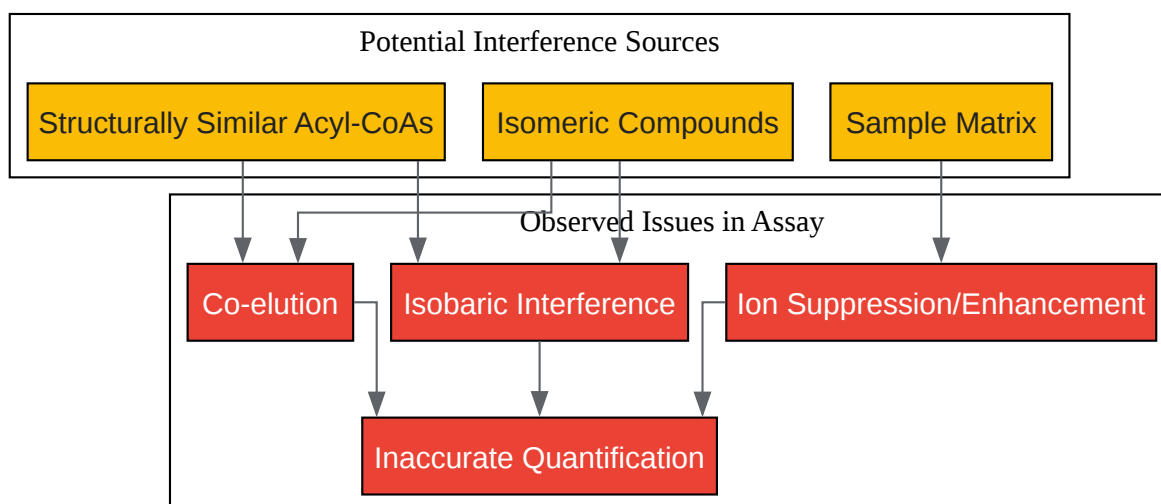 Potential Interference Sources
Structurally Similar Acyl-CoAs
Isomeric Compounds
Sample Matrix
Observed Issues in Assay
Co-elution
Isobaric Interference
Ion Suppression/Enhancement
Inaccurate Quantification